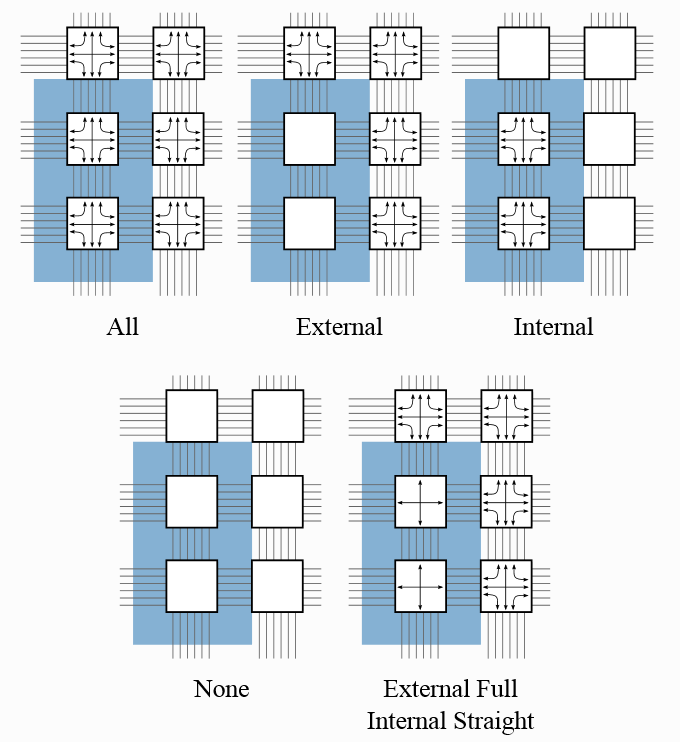 All
External
Internal
None
External Full
Internal Straight